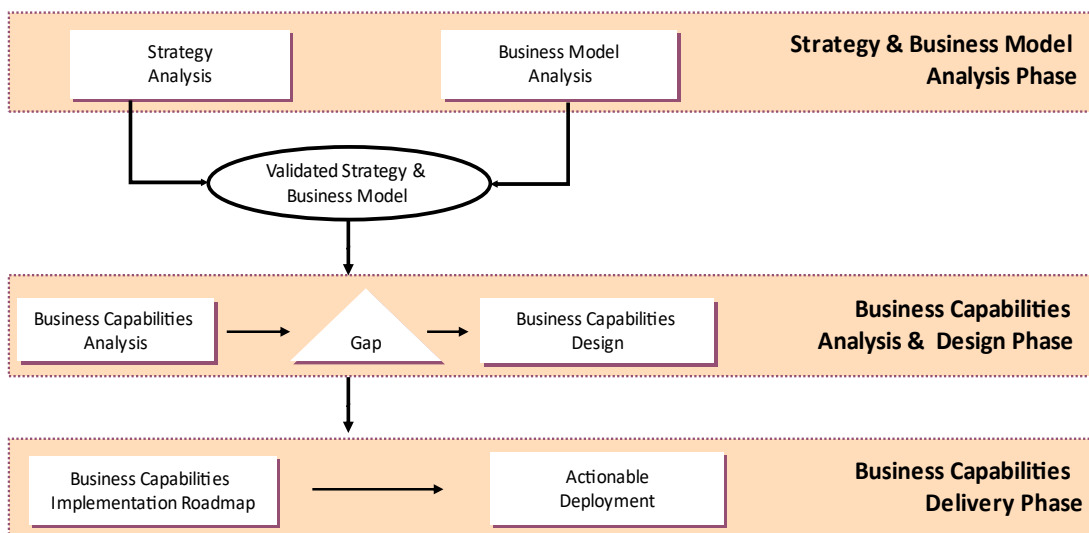 Strategy
Analysis
Business Model
Analysis
Strategy & Business Model
Analysis Phase
Validated Strategy &
Business Model
Business Capabilities
Analysis
Gap
Business Capabilities
Design
Business Capabilities
Analysis & Design Phase
Business Capabilities
Implementation Roadmap
Actionable
Deployment
Business Capabilities
Delivery Phase